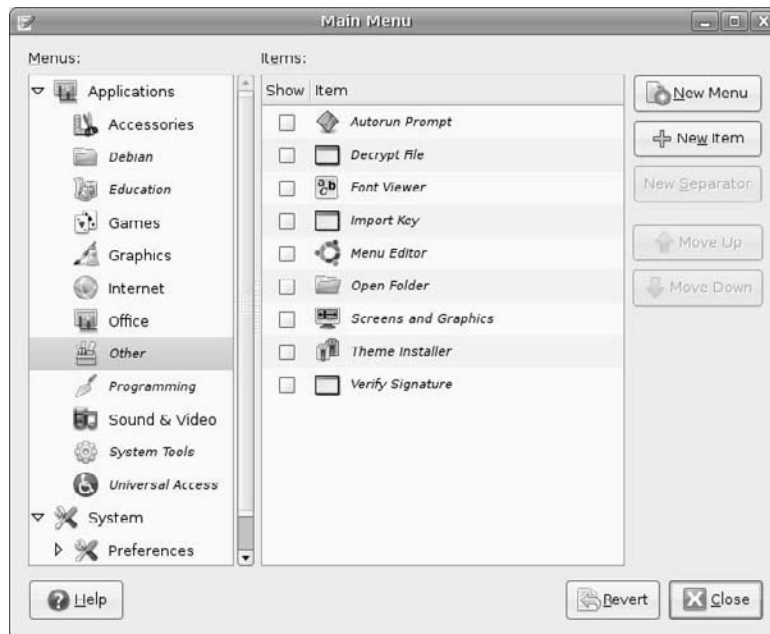 Main Menu
Menus:
Items:
Applications
Accessories
Debian
Education
Games
Graphics
Internet
Office
Other
Programming
Sound & Video
System Tools
Universal Access
System
Preferences
Show Item
Autorun Prompt
Decrypt File
Font Viewer
Import Key
Menu Editor
Open Folder
Screens and Graphics
Theme Installer
Verify Signature
New Menu
New Item
New Separator
Move Up
Move Down
Help
Revert
Close